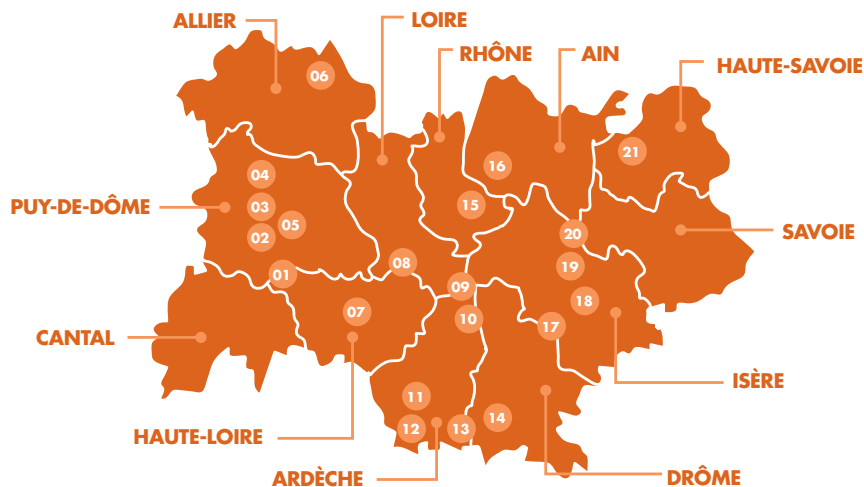 ALLIER
LOIRE
RHÔNE
AIN
HAUTE-SAVOIE
06
21
16
04
PUY-DE-DÔME
03
15
05
02
20
SAVOIE
08
19
01
09
18
07
10
17
CANTAL
ISÈRE
11
14
12
13
HAUTE-LOIRE
ARDÈCHE
DRÔME